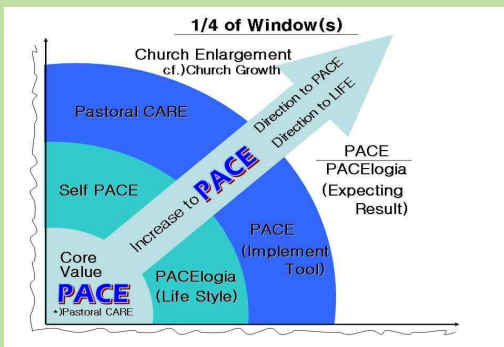 1/4 of Window(s)
Church Enlargement
cf.)Church Growth
Pastoral CARE
Direction to PACE
Direction to LIFE
PACE
PACElogia
(Expecting
Result)
Self PACE
Increase to PACE
PACE
(Implement
Tool)
Core
Value
PACE
*)Pastoral CARE
PACElogia
(Life Style)